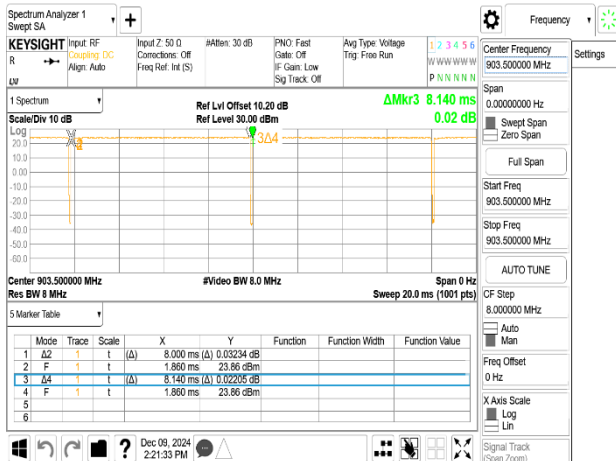 Spectrum Analyzer 1
Swept SA
Frequency
KEYSIGHT
Input: RF
Coupling: DC
Align: Auto
Input Z: 50 Ω
Corrections: Off
Freq Ref: Int (S)
#Atten: 30 dB
PNO: Fast
Gate: Off
IF Gain: Low
Sig Track: Off
Avg Type: Voltage
Trig: Free Run
1 2 3 4 5 6
W W W W W W
P N N N N N
R
LXI
Center Frequency
903.500000 MHz
Settings
1 Spectrum
Scale/Div 10 dB
Ref Lvl Offset 10.20 dB
Ref Level 30.00 dBm
ΔMkr3 8.140 ms
0.02 dB
Log
20.0
10.0
0.00
-10.0
-20.0
-30.0
-40.0
-50.0
-60.0
3Δ4
Center 903.500000 MHz
Res BW 8 MHz
#Video BW 8.0 MHz
Span 0 Hz
Sweep 20.0 ms (1001 pts)
Span
0.00000000 Hz
Swept Span
Zero Span
Full Span
Start Freq
903.500000 MHz
Stop Freq
903.500000 MHz
AUTO TUNE
CF Step
8.000000 MHz
Auto
Man
Freq Offset
0 Hz
X Axis Scale
Log
Lin
Signal Track
(Span Zoom)
5 Marker Table
Mode Trace Scale X Y Function Function Width Function Value
1 Δ2 1 t (Δ) 8.000 ms (Δ) 0.03234 dB
2 F 1 t 1.860 ms 23.86 dBm
3 Δ4 1 t (Δ) 8.140 ms (Δ) 0.02205 dB
4 F 1 t 1.860 ms 23.86 dBm
5
6
Dec 09, 2024
2:21:33 PM